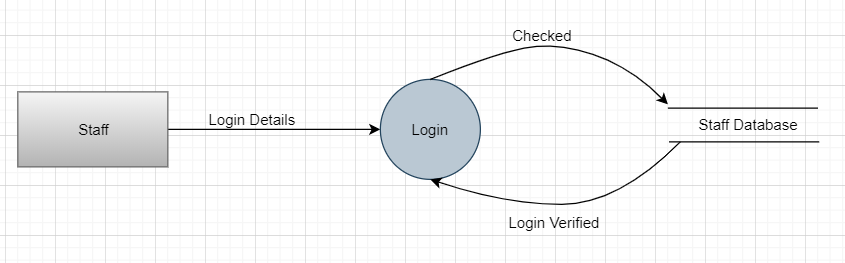 Checked
Staff
Login Details
Login
Staff Database
Login Verified